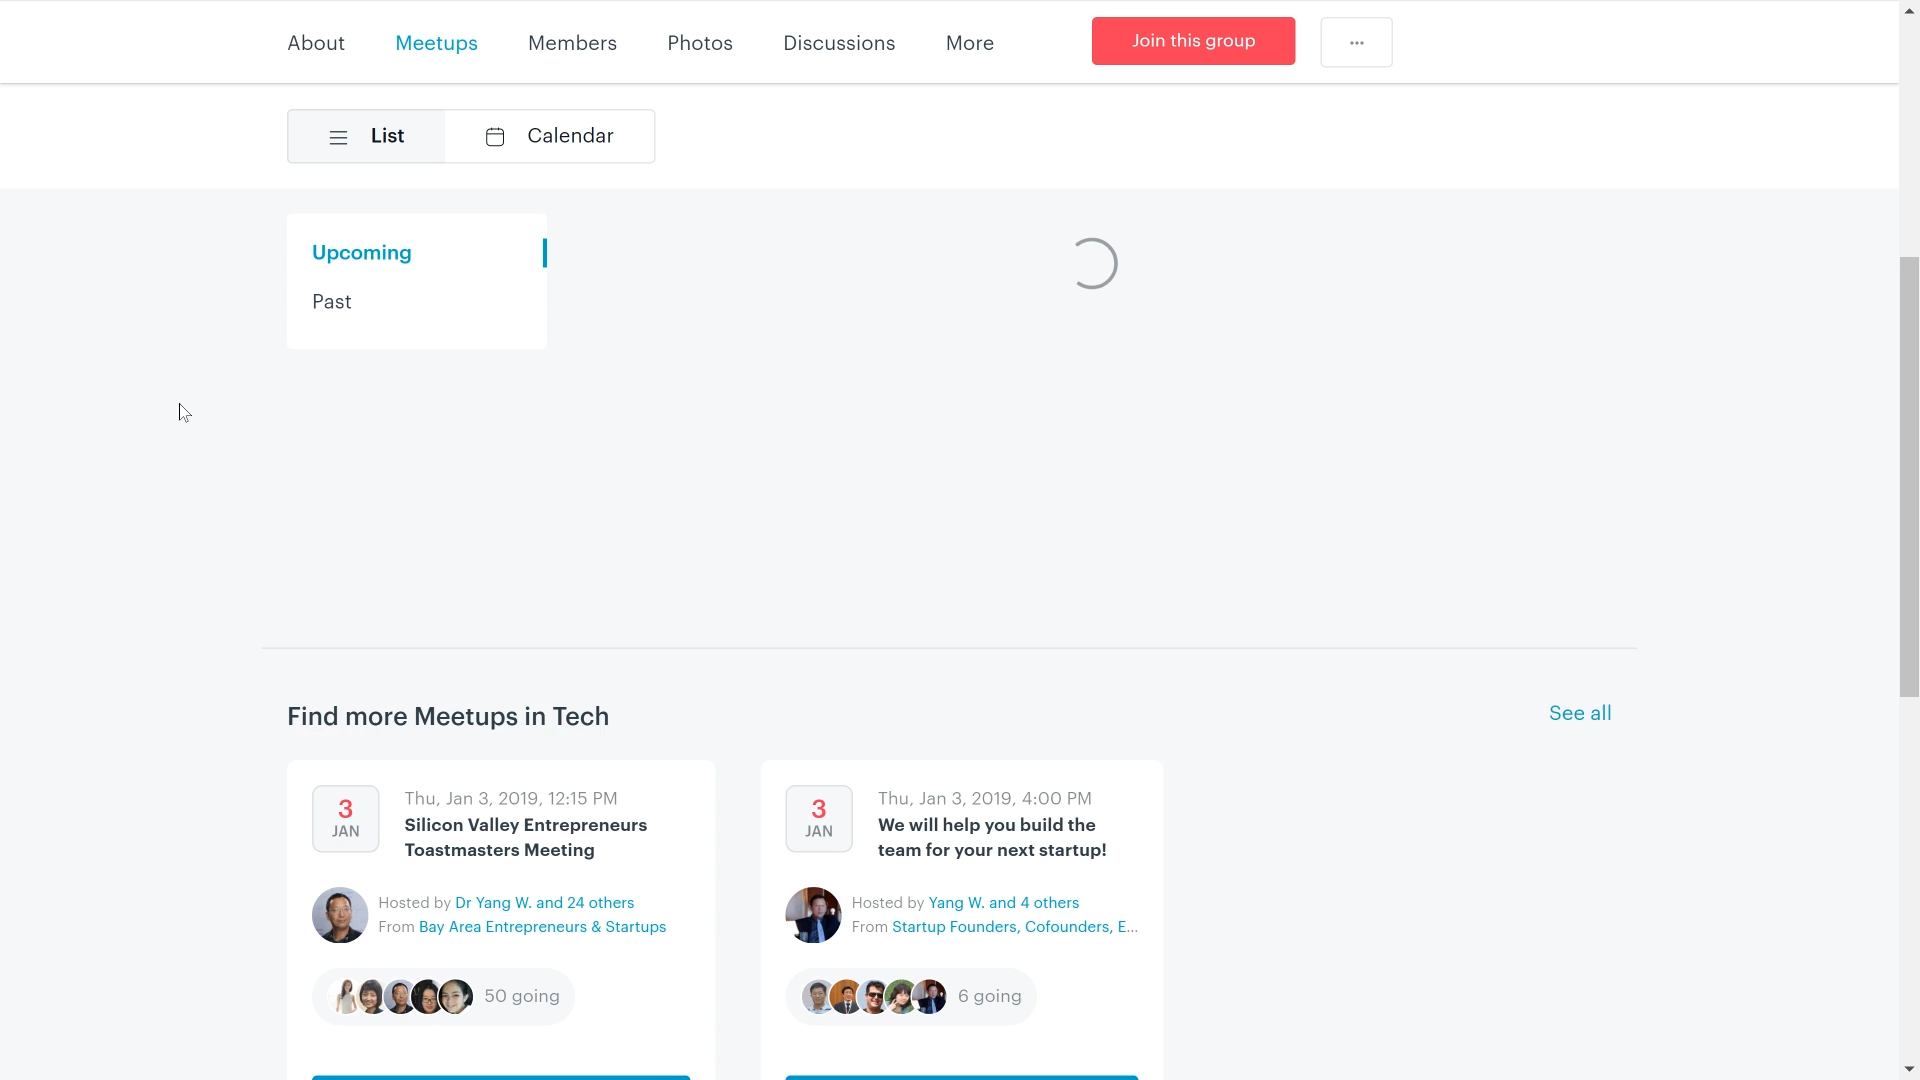 About Meetups Members Photos Discussions More Join this group ...
List Calendar
Upcoming
Past
Find more Meetups in Tech See all
3
JAN
Thu, Jan 3, 2019, 12:15 PM
Silicon Valley Entrepreneurs
Toastmasters Meeting
Hosted by Dr Yang W. and 24 others
From Bay Area Entrepreneurs & Startups
50 going
3
JAN
Thu, Jan 3, 2019, 4:00 PM
We will help you build the
team for your next startup!
Hosted by Yang W. and 4 others
From Startup Founders, Cofounders, E...
6 going